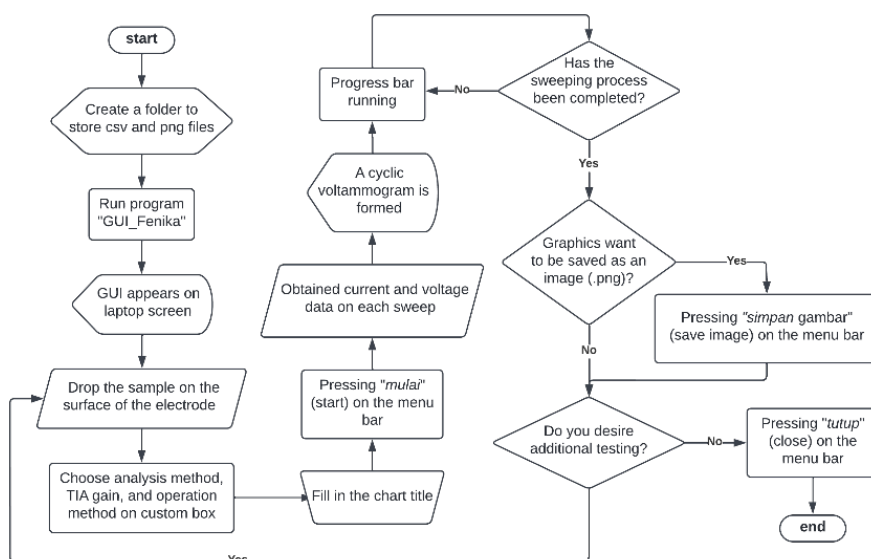 start
Create a folder to
store csv and png files
Run program
"GUI_Fenika"
GUI appears on
laptop screen
Drop the sample on the
surface of the electrode
Choose analysis method,
TIA gain, and operation
method on custom box
Fill in the chart title
Pressing "mulai"
(start) on the menu
bar
Obtained current and voltage
data on each sweep
A cyclic
voltammogram is
formed
Progress bar
running
Has the
sweeping process
been completed?
No
Yes
Graphics want
to be saved as an
image (.png)?
Yes
Pressing "simpan gambar"
(save image) on the menu bar
No
Do you desire
additional testing?
No
Pressing "tutup"
(close) on the
menu bar
end
Yes